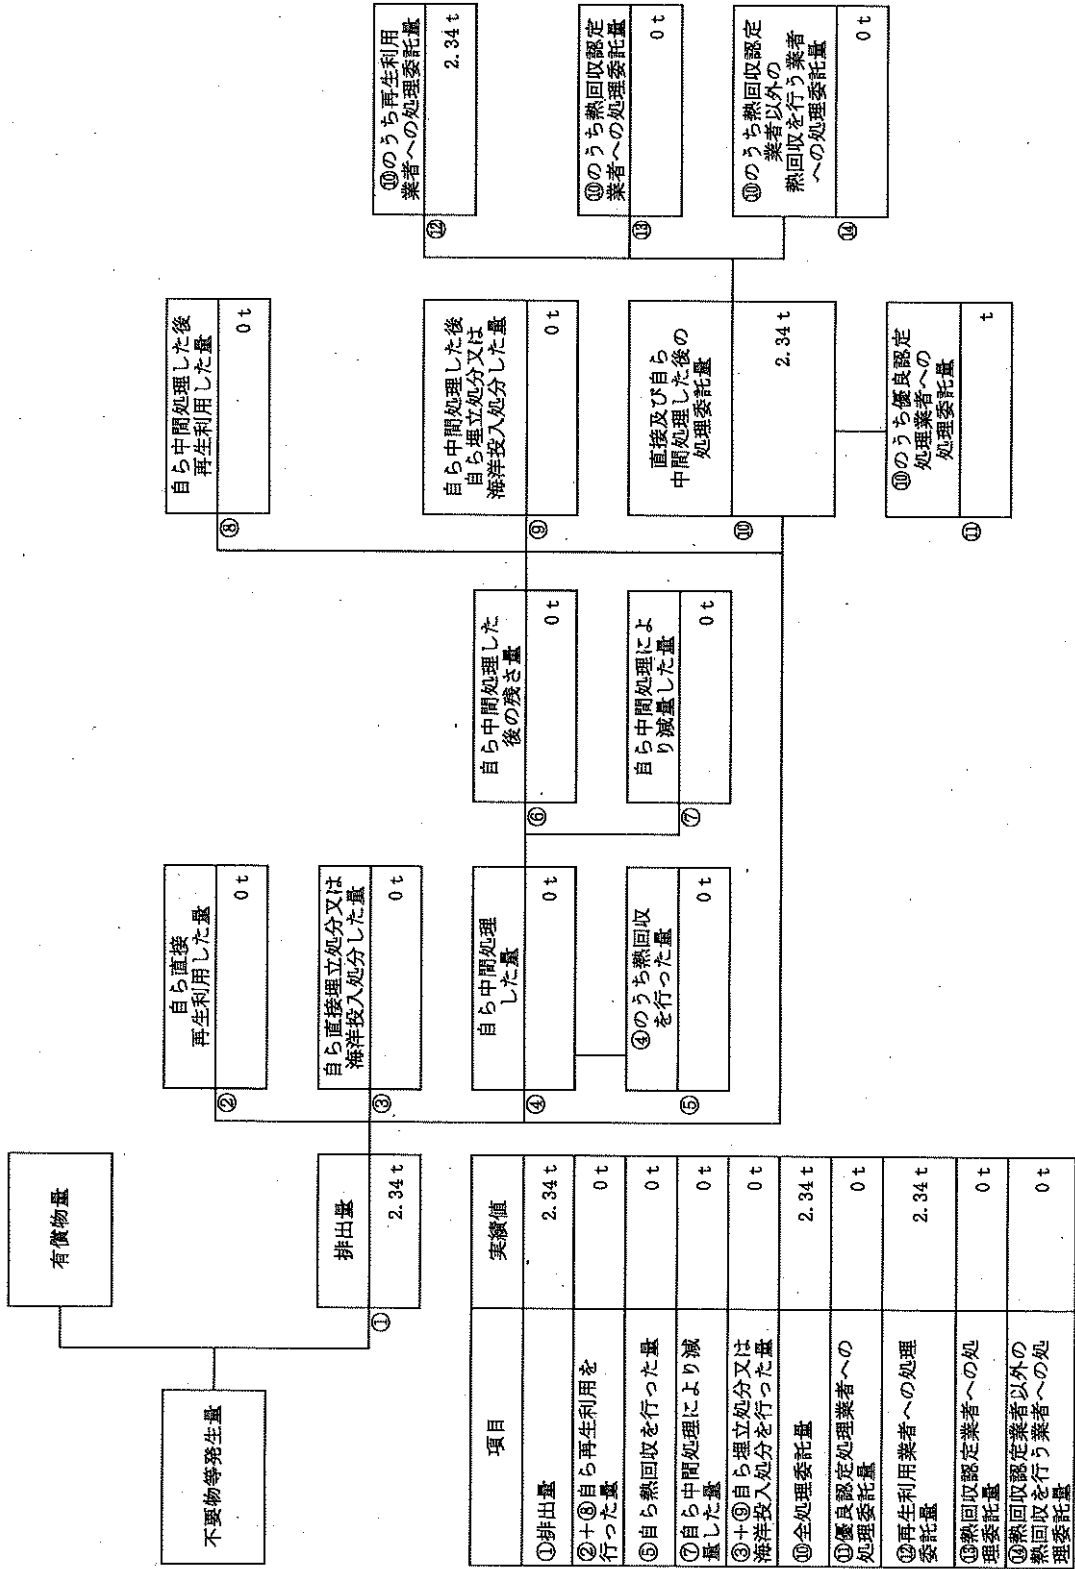 不要物等発生量
有償物量
①
排出量
2.34 t
②
自ら直接
再生利用した量
0 t
③
自ら直接埋立処分又は
海洋投入処分した量
0 t
④
自ら中間処理
した量
0 t
⑤
④のうち熱回収
を行った量
0 t
⑥
自ら中間処理した
後の残さ量
0 t
⑦
自ら中間処理によ
り減量した量
0 t
⑧
自ら中間処理した後
再生利用した量
0 t
⑨
自ら中間処理した後
自ら埋立処分又は
海洋投入処分した量
0 t
⑩
直接及び自ら
中間処理した後の
処理委託量
2.34 t
⑪
⑩のうち優良認定
処理業者への
処理委託量
t
⑫
⑩のうち再生利用
業者への処理委託量
2.34 t
⑬
⑩のうち熱回収認定
業者への処理委託量
0 t
⑭
⑩のうち熱回収認定
業者以外の
熱回収を行う業者
への処理委託量
0 t
項目 実績値
①排出量 2.34 t
②+⑧自ら再生利用を
行った量 0 t
⑤自ら熱回収を行った量 0 t
⑦自ら中間処理により減
量した量 0 t
③+⑨自ら埋立処分又は
海洋投入処分を行った量 0 t
⑩全処理委託量 2.34 t
⑪優良認定処理業者への
処理委託量 0 t
⑫再生利用業者への処理
委託量 2.34 t
⑬熱回収認定業者への処
理委託量 0 t
⑭熱回収認定業者以外の
熱回収を行う業者への処
理委託量 0 t